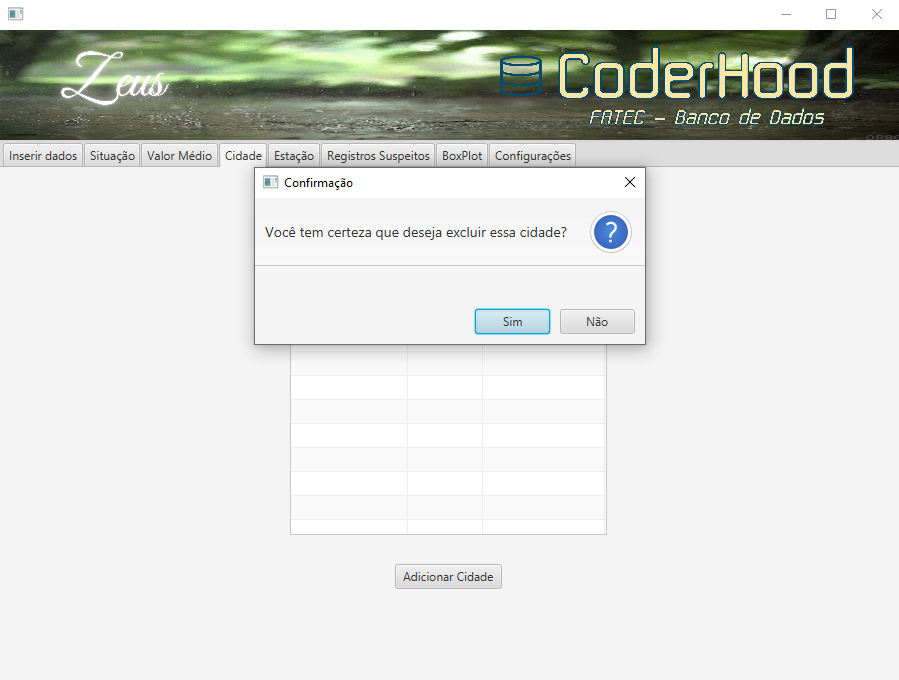 Zeus
CoderHood
FATEC - Banco de Dados
Inserir dados Situação Valor Médio Cidade Estação Registros Suspeitos BoxPlot Configurações
Confirmação
Você tem certeza que deseja excluir essa cidade?
?
Sim Não
Adicionar Cidade